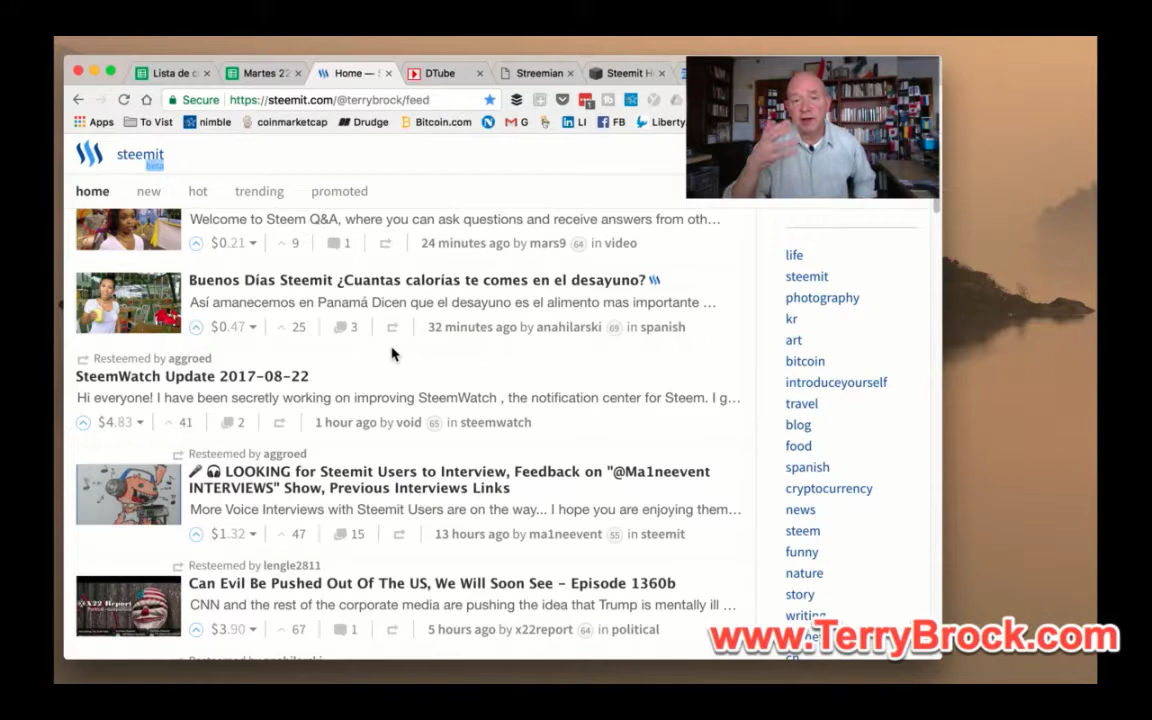 Lista de c
Martes 22
Home — S
DTube
Streemian
Steemit H
Secure
https://steemit.com/@terrybrock/feed
Apps
To Vist
nimble
coinmarketcap
Drudge
Bitcoin.com
G
LI
FB
Liberty
steemit
beta
home new hot trending promoted
Welcome to Steem Q&A, where you can ask questions and receive answers from oth…
$0.21 9 1 24 minutes ago by mars9 64 in video
Buenos Días Steemit ¿Cuantas calorías te comes en el desayuno?
Así amanecemos en Panamá Dicen que el desayuno es el alimento mas importante …
$0.47 25 3 32 minutes ago by anahilarski 69 in spanish
Resteemed by aggroed
SteemWatch Update 2017-08-22
Hi everyone! I have been secretly working on improving SteemWatch , the notification center for Steem. I g…
$4.83 41 2 1 hour ago by void 65 in steemwatch
Resteemed by aggroed
LOOKING for Steemit Users to Interview, Feedback on "@Ma1neevent
INTERVIEWS" Show, Previous Interviews Links
More Voice Interviews with Steemit Users are on the way... I hope you are enjoying them…
$1.32 47 15 13 hours ago by ma1neevent 55 in steemit
Resteemed by lengle2811
Can Evil Be Pushed Out Of The US, We Will Soon See – Episode 1360b
X22 Report
CNN and the rest of the corporate media are pushing the idea that Trump is mentally ill …
$3.90 67 1 5 hours ago by x22report 64 in political
life
steemit
photography
kr
art
bitcoin
introduceyourself
travel
blog
food
spanish
cryptocurrency
news
steem
funny
nature
story
writing
www.TerryBrock.com